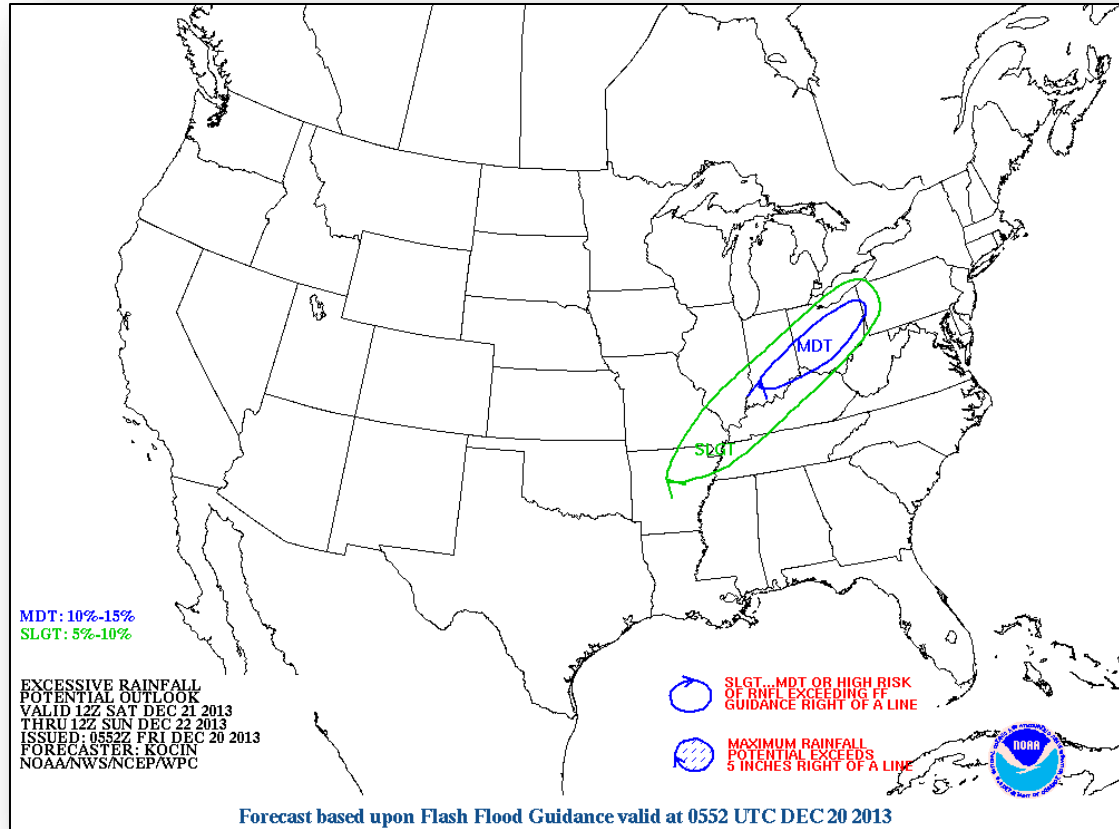 MDT
SLGT
MDT: 10%-15%
SLGT: 5%-10%
EXCESSIVE RAINFALL
POTENTIAL OUTLOOK
VALID 12Z SAT DEC 21 2013
THRU 12Z SUN DEC 22 2013
ISSUED: 0552Z FRI DEC 20 2013
FORECASTER: KOCIN
NOAA/NWS/NCEP/WPC
SLGT...MDT OR HIGH RISK
OF RNFL EXCEEDING FF
GUIDANCE RIGHT OF A LINE
MAXIMUM RAINFALL
POTENTIAL EXCEEDS
5 INCHES RIGHT OF A LINE
NOAA
Forecast based upon Flash Flood Guidance valid at 0552 UTC DEC 20 2013